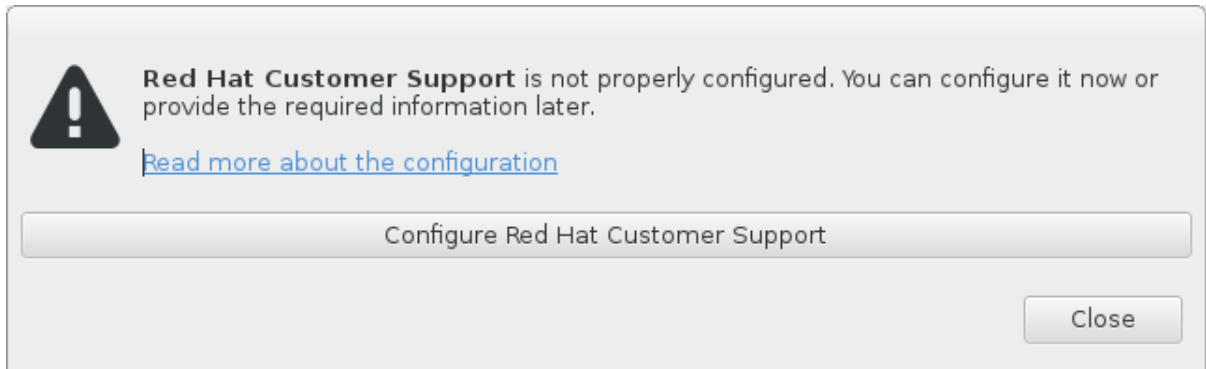 Red Hat Customer Support is not properly configured. You can configure it now or
provide the required information later.
Read more about the configuration
Configure Red Hat Customer Support
Close